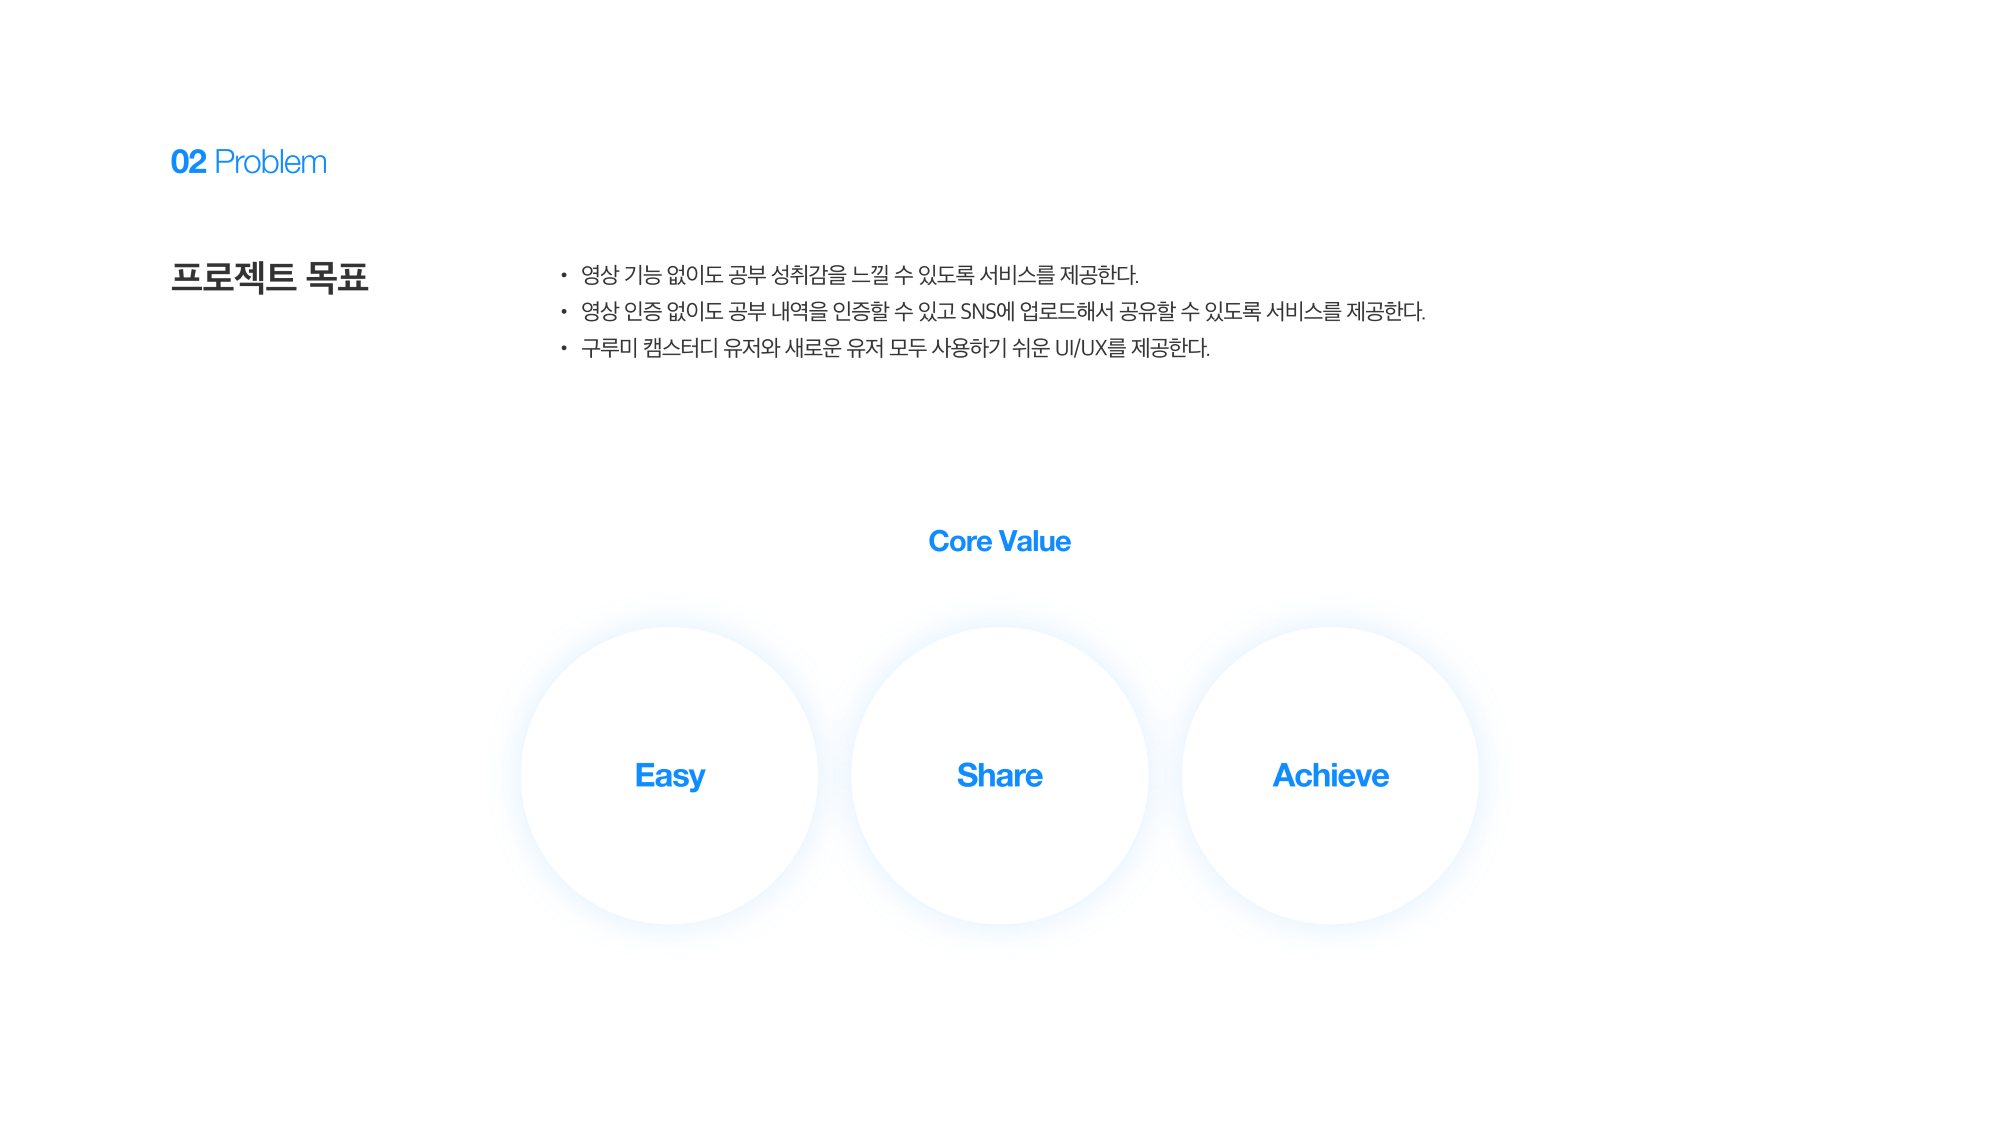 02 Problem
프로젝트 목표
• 영상 기능 없이도 공부 성취감을 느낄 수 있도록 서비스를 제공한다.
• 영상 인증 없이도 공부 내역을 인증할 수 있고 SNS에 업로드해서 공유할 수 있도록 서비스를 제공한다.
• 구루미 캠스터디 유저와 새로운 유저 모두 사용하기 쉬운 UI/UX를 제공한다.
Core Value
Easy
Share
Achieve